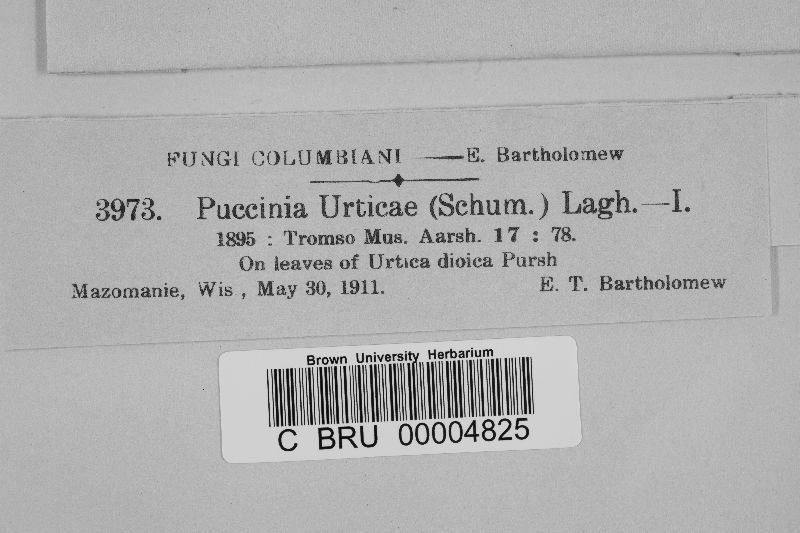 FUNGI COLUMBIANI — E. Bartholomew
3973. Puccinia Urticae (Schum.) Lagh.—I.
1895 : Tromso Mus. Aarsh. 17 : 78.
On leaves of Urtica dioica Pursh
Mazomanie, Wis , May 30, 1911. E. T. Bartholomew
Brown University Herbarium
C BRU 00004825